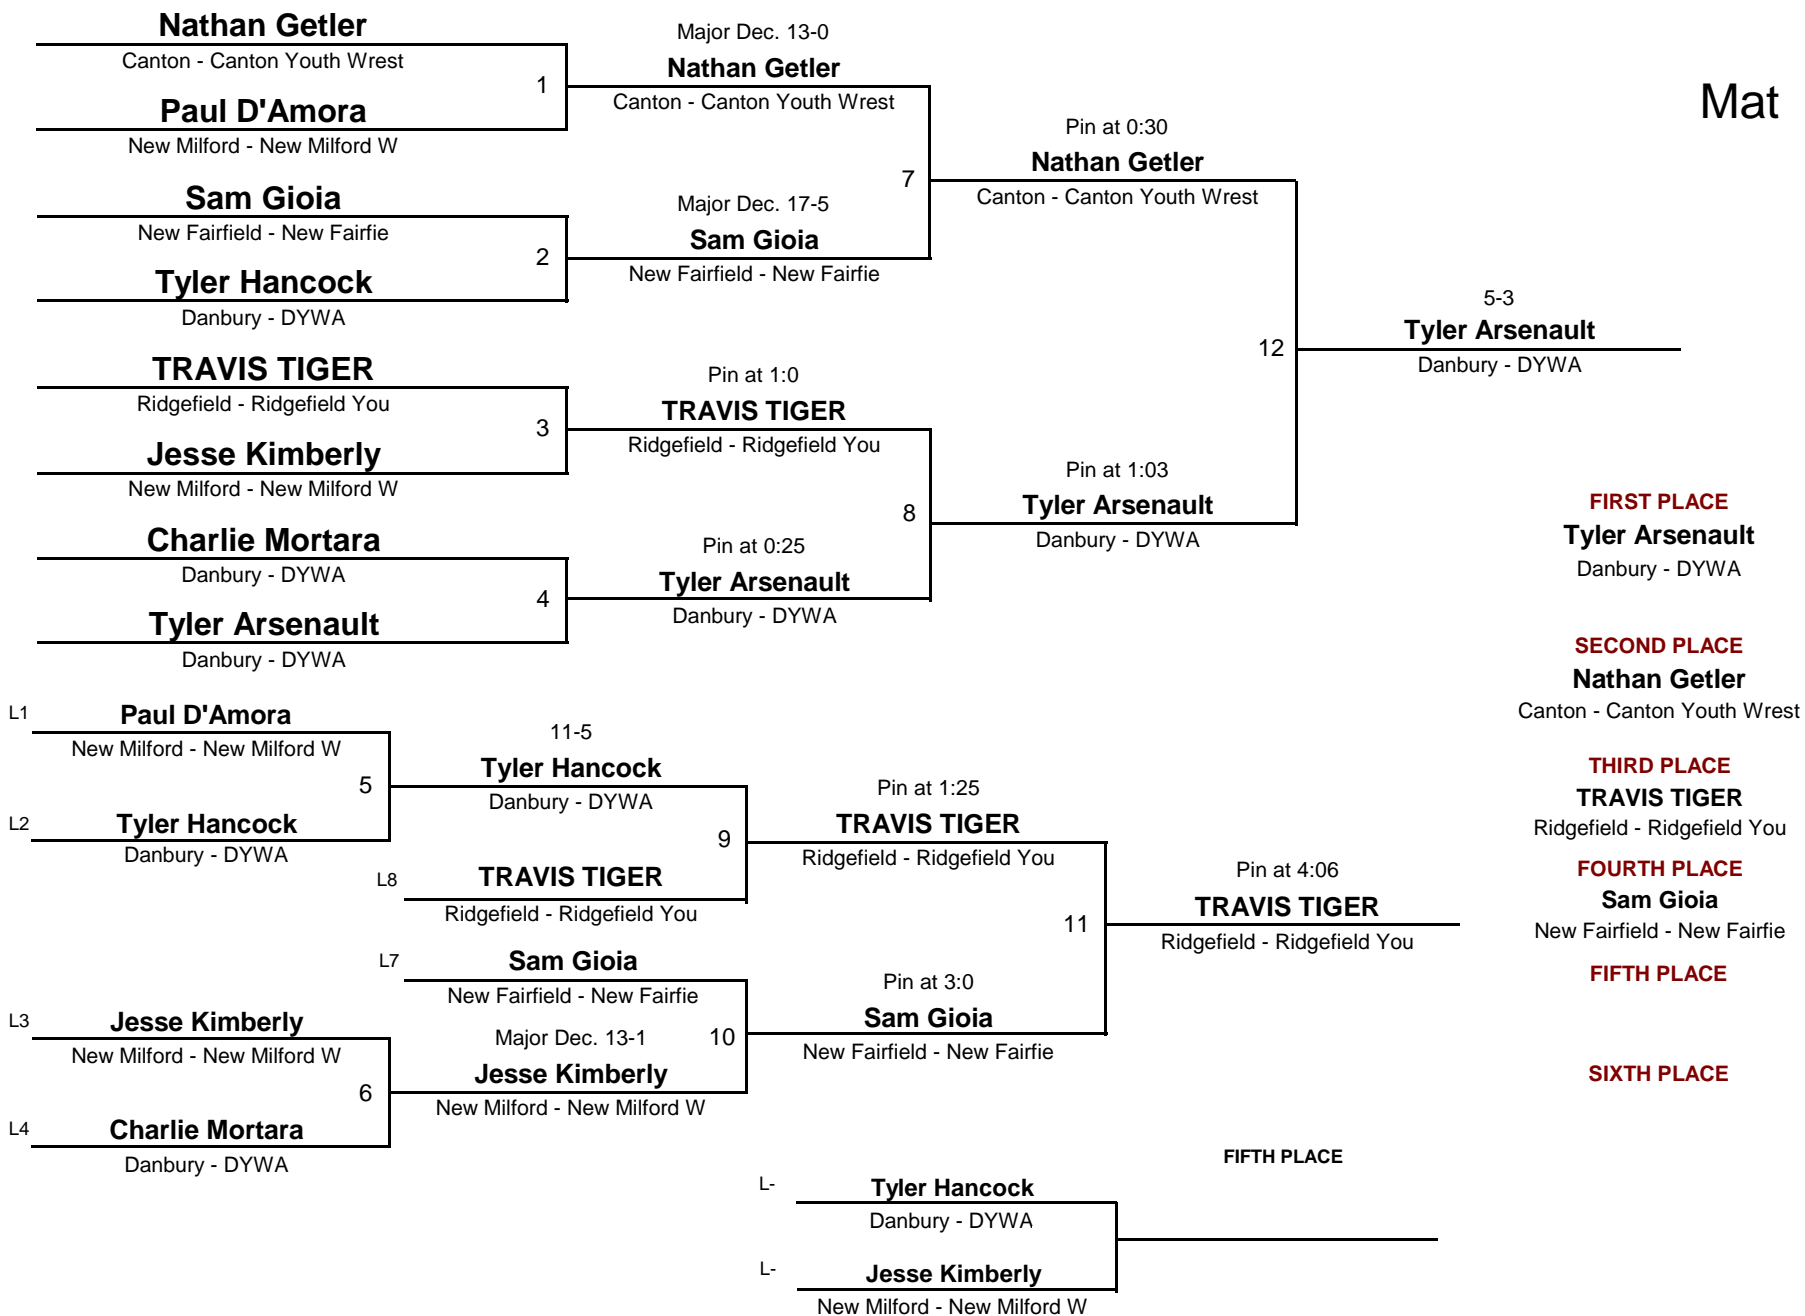 Nathan Getler
Canton - Canton Youth Wrest
1
Paul D'Amora
New Milford - New Milford W
Major Dec. 13-0
Nathan Getler
Canton - Canton Youth Wrest
Mat
Sam Gioia
New Fairfield - New Fairfie
2
Tyler Hancock
Danbury - DYWA
Major Dec. 17-5
Sam Gioia
New Fairfield - New Fairfie
7
Pin at 0:30
Nathan Getler
Canton - Canton Youth Wrest
TRAVIS TIGER
Ridgefield - Ridgefield You
3
Jesse Kimberly
New Milford - New Milford W
Pin at 1:0
TRAVIS TIGER
Ridgefield - Ridgefield You
Charlie Mortara
Danbury - DYWA
4
Tyler Arsenault
Danbury - DYWA
Pin at 0:25
Tyler Arsenault
Danbury - DYWA
8
Pin at 1:03
Tyler Arsenault
Danbury - DYWA
12
5-3
Tyler Arsenault
Danbury - DYWA
FIRST PLACE
Tyler Arsenault
Danbury - DYWA
SECOND PLACE
Nathan Getler
Canton - Canton Youth Wrest
THIRD PLACE
TRAVIS TIGER
Ridgefield - Ridgefield You
FOURTH PLACE
Sam Gioia
New Fairfield - New Fairfie
FIFTH PLACE
SIXTH PLACE
L1
Paul D'Amora
New Milford - New Milford W
5
L2
Tyler Hancock
Danbury - DYWA
11-5
Tyler Hancock
Danbury - DYWA
9
L8
TRAVIS TIGER
Ridgefield - Ridgefield You
Pin at 1:25
TRAVIS TIGER
Ridgefield - Ridgefield You
L7
Sam Gioia
New Fairfield - New Fairfie
L3
Jesse Kimberly
New Milford - New Milford W
6
L4
Charlie Mortara
Danbury - DYWA
Major Dec. 13-1
10
Jesse Kimberly
New Milford - New Milford W
Pin at 3:0
Sam Gioia
New Fairfield - New Fairfie
11
Pin at 4:06
TRAVIS TIGER
Ridgefield - Ridgefield You
FIFTH PLACE
L-
Tyler Hancock
Danbury - DYWA
L-
Jesse Kimberly
New Milford - New Milford W